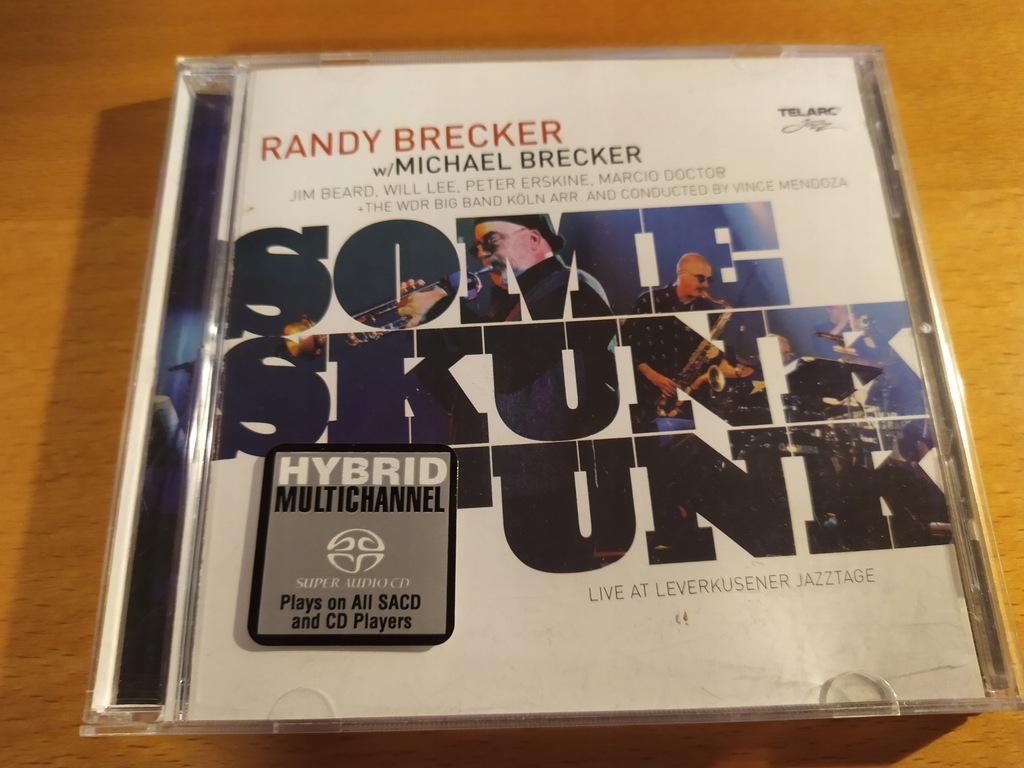 TELARC
Jazz
RANDY BRECKER
w/MICHAEL BRECKER
JIM BEARD, WILL LEE, PETER ERSKINE, MARCIO DOCTOR
+THE WDR BIG BAND KÖLN ARR. AND CONDUCTED BY VINCE MENDOZA
SOME
SKUNK
FUNK
HYBRID
MULTICHANNEL
SUPER AUDIO CD
Plays on All SACD
and CD Players
LIVE AT LEVERKUSENER JAZZTAGE